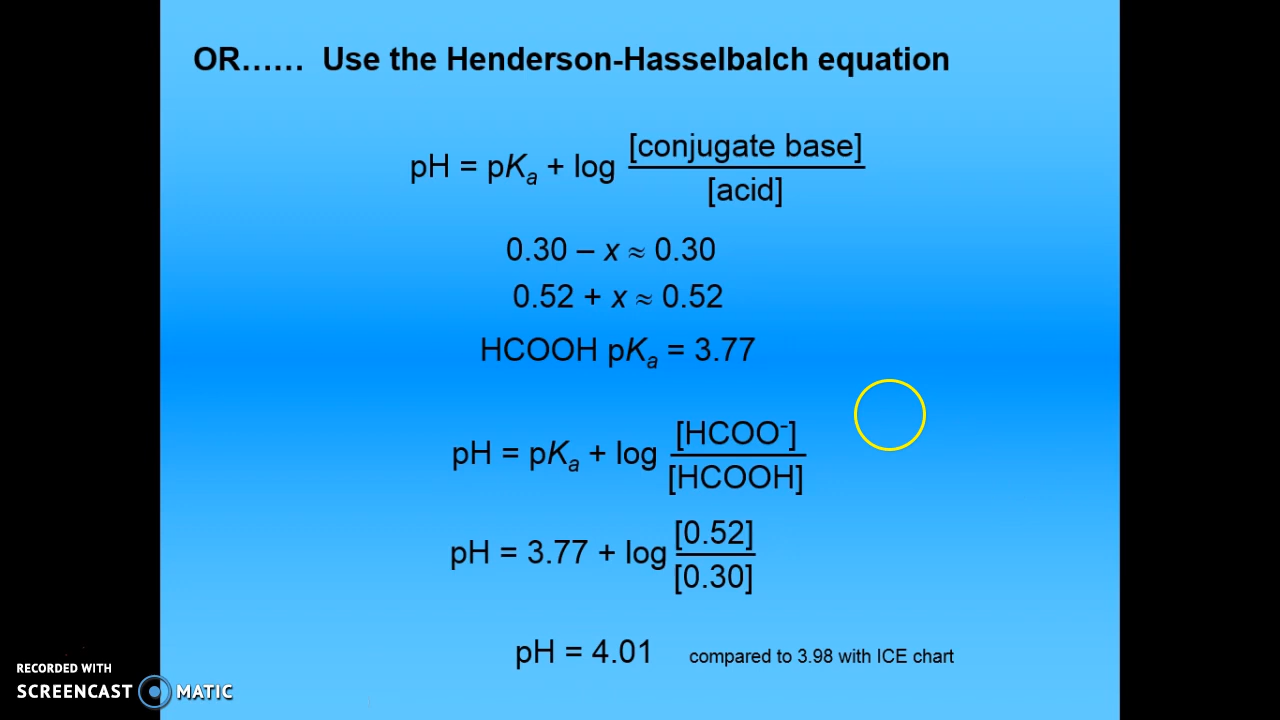 OR…… Use the Henderson-Hasselbalch equation
pH = pKa + log [conjugate base]
[acid]
0.30 – x ≈ 0.30
0.52 + x ≈ 0.52
HCOOH pKa = 3.77
pH = pKa + log [HCOO-]
[HCOOH]
pH = 3.77 + log [0.52]
[0.30]
pH = 4.01 compared to 3.98 with ICE chart
RECORDED WITH
SCREENCAST MATIC